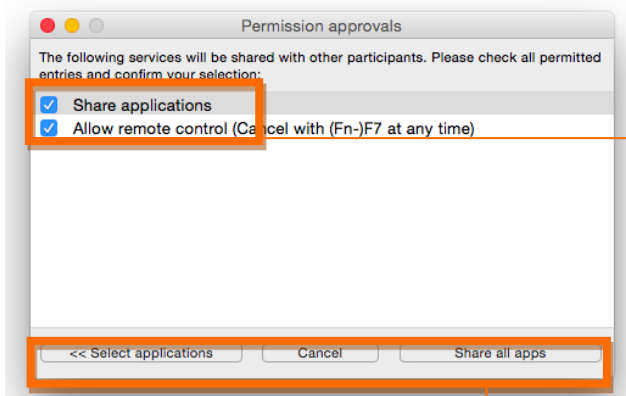 Permission approvals
The following services will be shared with other participants. Please check all permitted
entries and confirm your selection:
Share applications
Allow remote control (Cancel with (Fn-)F7 at any time)
<< Select applications Cancel Share all apps